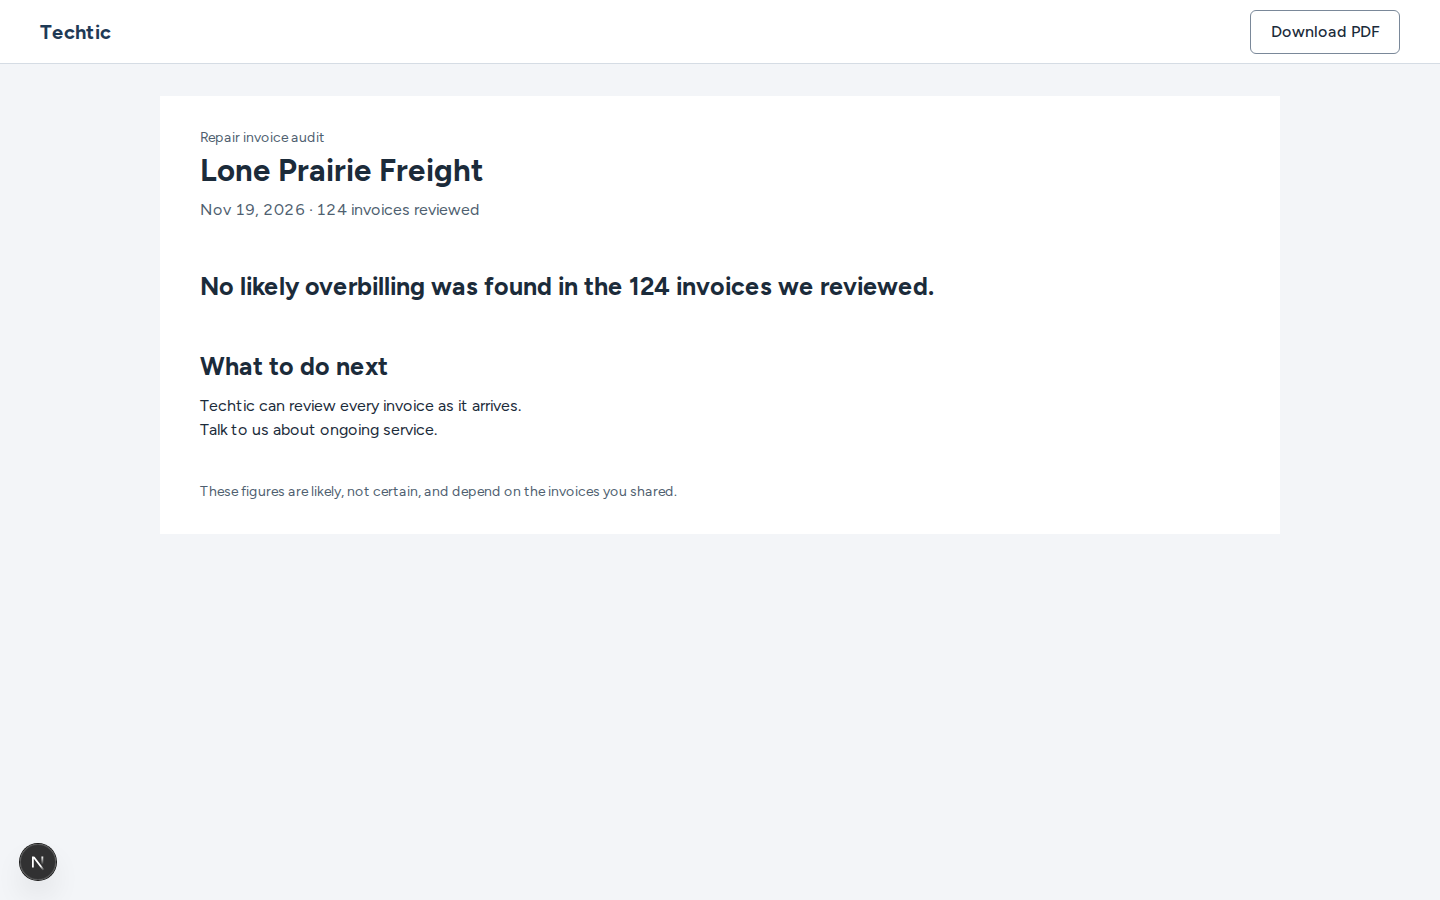 Techtic
Download PDF
Repair invoice audit
Lone Prairie Freight
Nov 19, 2026 · 124 invoices reviewed
No likely overbilling was found in the 124 invoices we reviewed.
What to do next
Techtic can review every invoice as it arrives.
Talk to us about ongoing service.
These figures are likely, not certain, and depend on the invoices you shared.
N